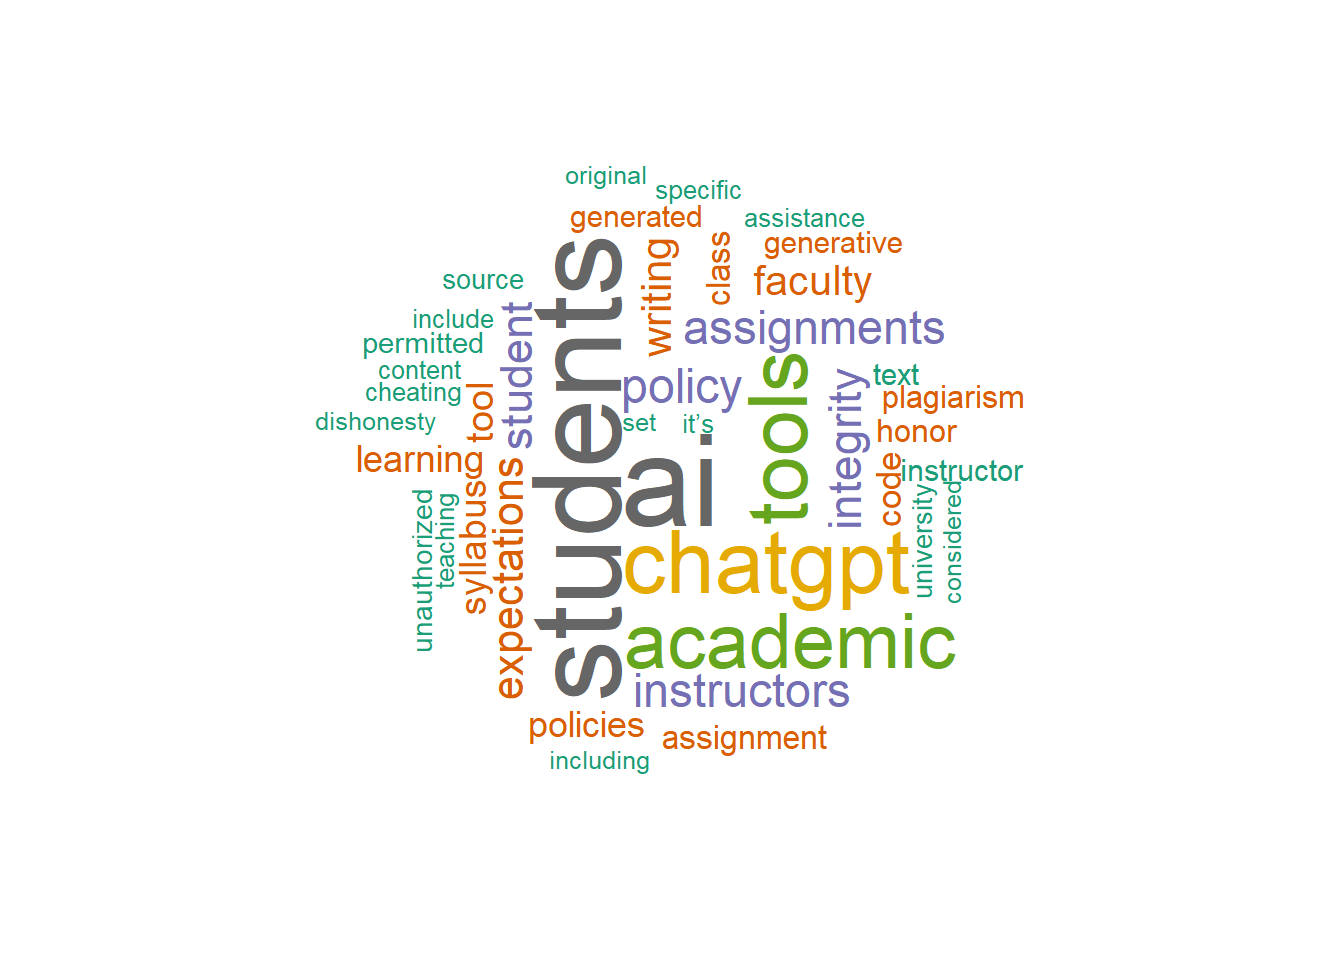 original
specific
generated
assistance
generative
students
writing
class
faculty
source
include
student
assignments
permitted
tools
content
policy
integrity
text
cheating
tool
plagiarism
dishonesty
set
it’s
honor
learning
ai
code
instructor
expectations
syllabus
unauthorized
teaching
university
considered
chatgpt
academic
instructors
policies
assignment
including